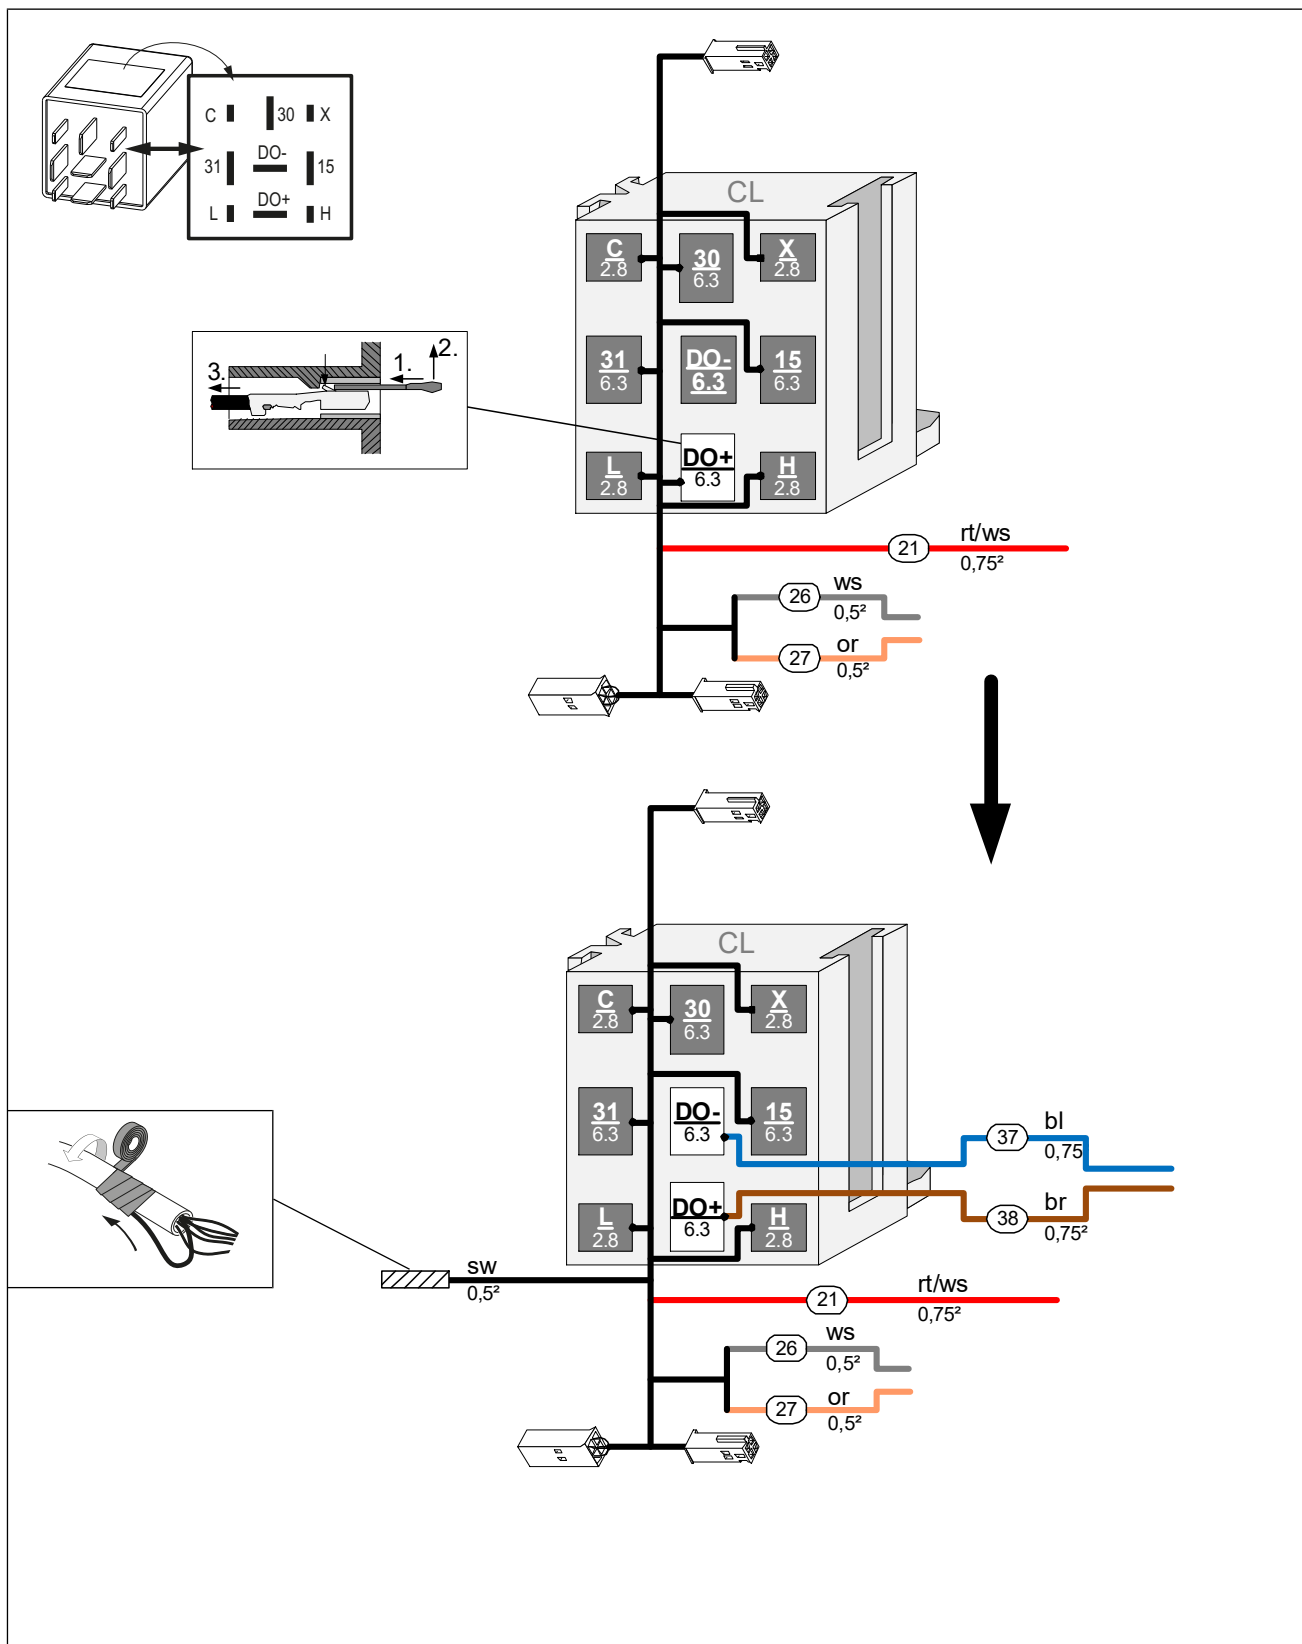 C 30 X
31 DO- 15
L DO+ H
CL
C 30 X
2.8 6.3 2.8
31 DO- 15
6.3 6.3 6.3
L DO+ H
2.8 6.3 2.8
3. 1. 2.
21 rt/ws
0,75²
26 ws
0,5²
27 or
0,5²
CL
C 30 X
2.8 6.3 2.8
31 DO- 15
6.3 6.3 6.3
37 bl
0,75
L DO+ H
2.8 6.3 2.8
38 br
0,75²
sw
0,5²
21 rt/ws
0,75²
26 ws
0,5²
27 or
0,5²